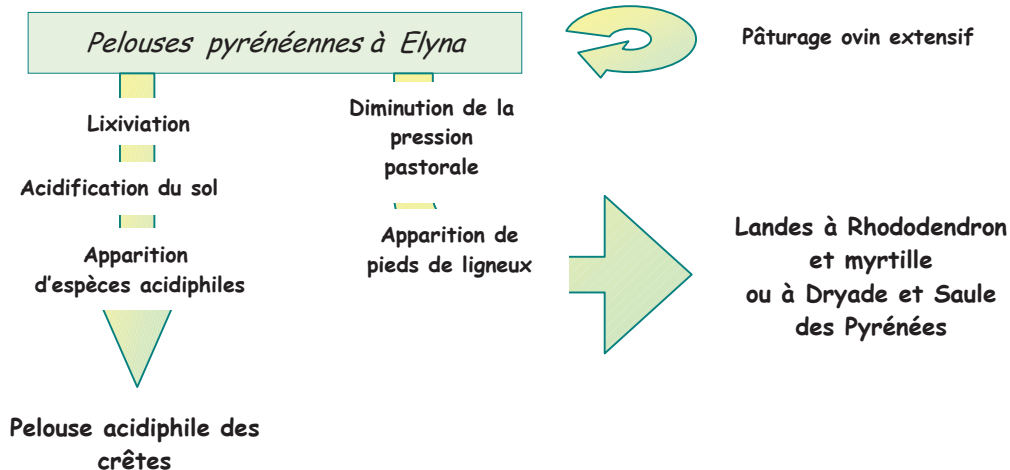 Pelouses pyrénéennes à Elyna
Pâturage ovin extensif
Lixiviation
Acidification du sol
Apparition
d'espèces acidiphiles
Pelouse acidiphile des
crêtes
Diminution de la
pression
pastorale
Apparition de
pieds de ligneux
Landes à Rhododendron
et myrtille
ou à Dryade et Saule
des Pyrénées